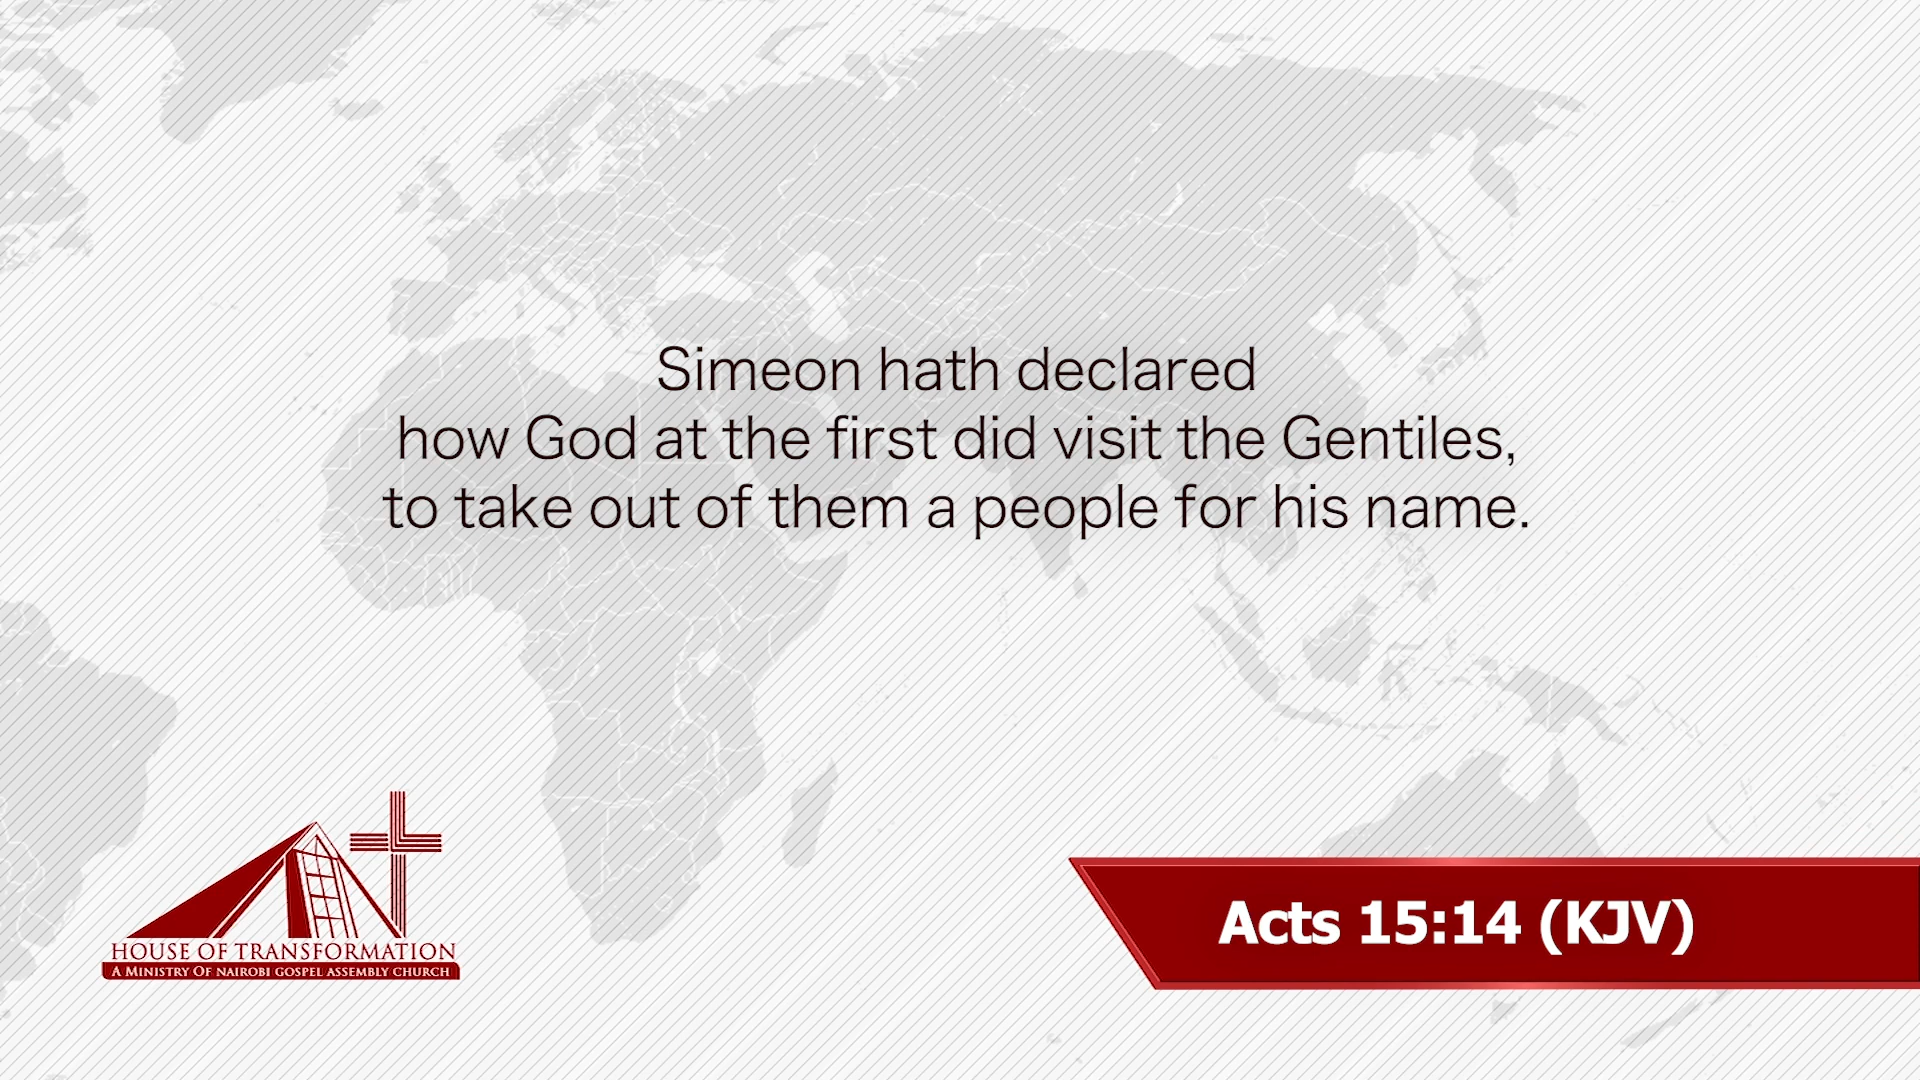 Simeon hath declared
how God at the first did visit the Gentiles,
to take out of them a people for his name.
HOUSE OF TRANSFORMATION
A MINISTRY OF NAIROBI GOSPEL ASSEMBLY CHURCH
Acts 15:14 (KJV)